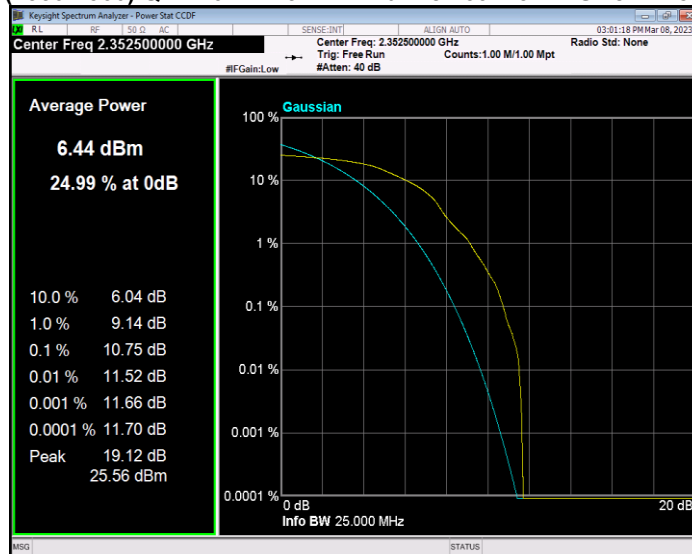 Keysight Spectrum Analyzer - Power Stat CCDF
RL RF 50 Ω AC SENSE:INT ALIGN AUTO 03:01:18 PM Mar 08, 2023
Center Freq 2.352500000 GHz Center Freq: 2.352500000 GHz Radio Std: None
Trig: Free Run Counts:1.00 M/1.00 Mpt
#IFGain:Low #Atten: 40 dB
Average Power
6.44 dBm
24.99 % at 0dB
10.0 % 6.04 dB
1.0 % 9.14 dB
0.1 % 10.75 dB
0.01 % 11.52 dB
0.001 % 11.66 dB
0.0001 % 11.70 dB
Peak 19.12 dB
25.56 dBm
Gaussian
100 %
10 %
1 %
0.1 %
0.01 %
0.001 %
0.0001 %
0 dB 20 dB
Info BW 25.000 MHz
MSG STATUS